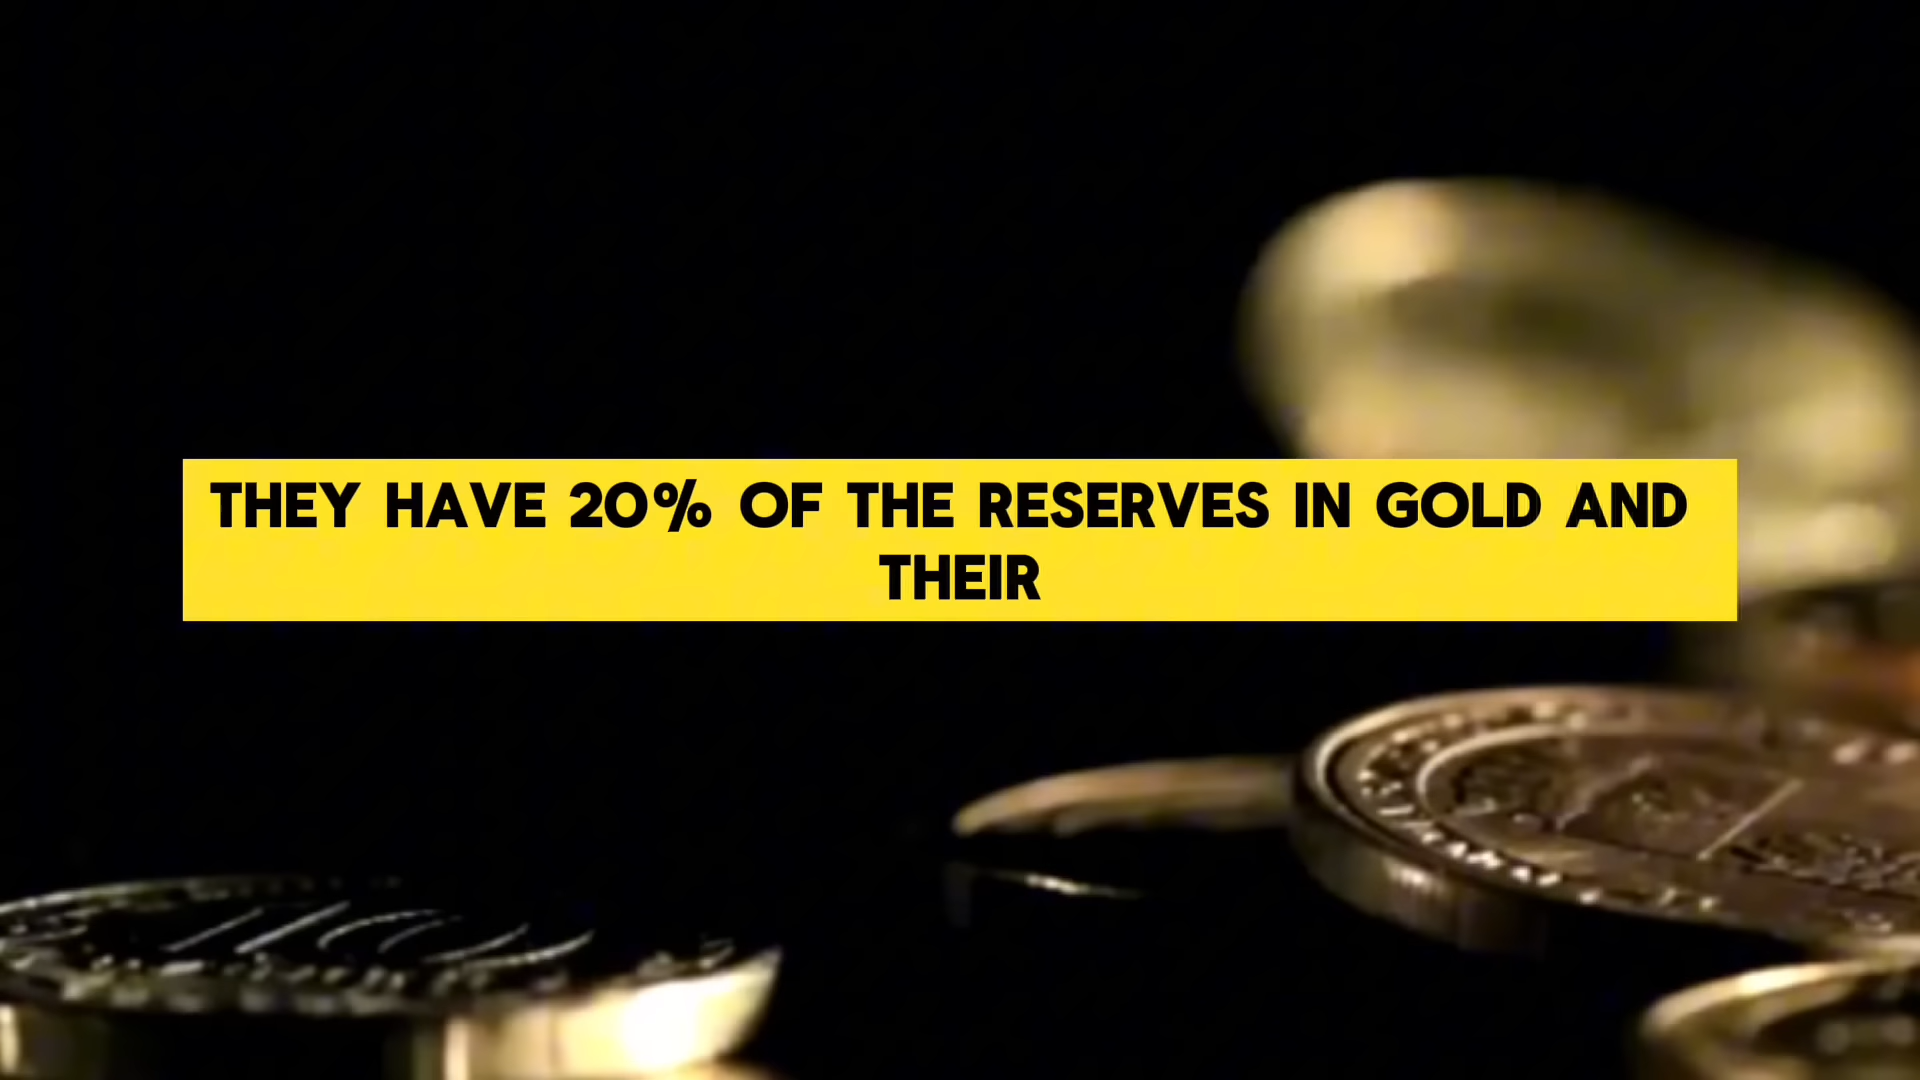 THEY HAVE 20% OF THE RESERVES IN GOLD AND
THEIR